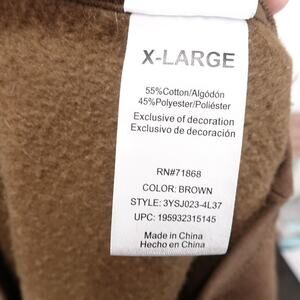 X-LARGE
55%Cotton/Algodón
45%Polyester/Poliéster
Exclusive of decoration
Exclusivo de decoración
RN#71868
COLOR: BROWN
STYLE: 3YSJ023-4L37
UPC: 195932315145
Made in China
Hecho en China